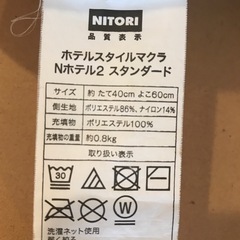 NITORI
品質表示
ホテルスタイルマクラ
Nホテル2 スタンダード
サイズ 約 たて40cm よこ60cm
側生地 ポリエステル86%、ナイロン14%
充填物 ポリエステル100%
充填物の重量 約0.8kg
取り扱い表示
30
W
洗濯ネット使用